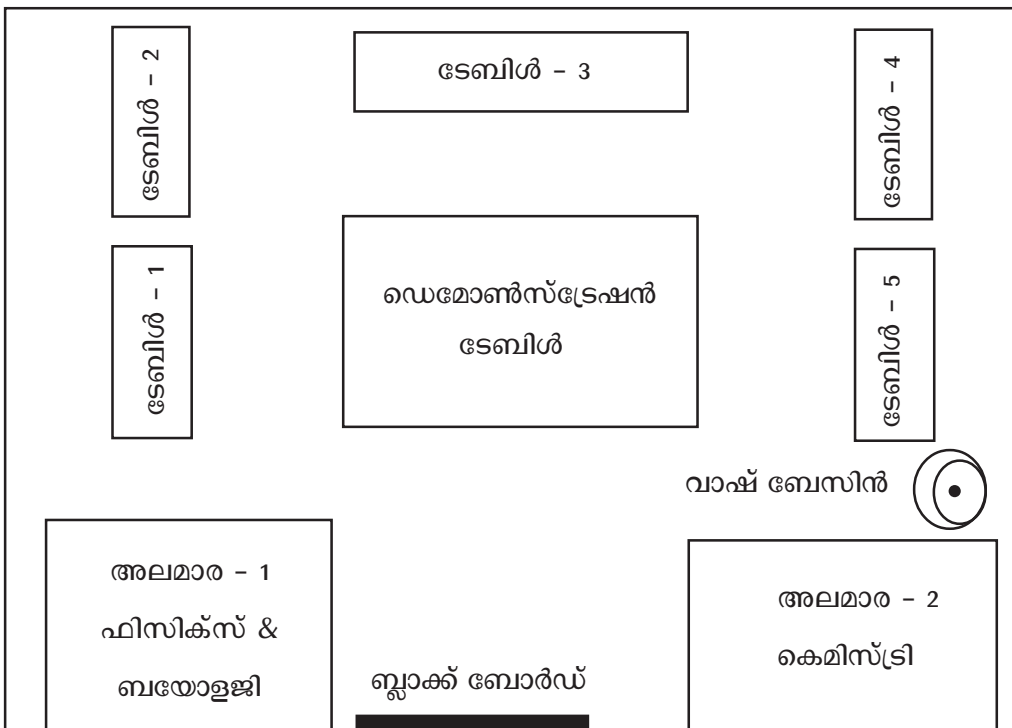 ടേബിൾ - 2
ടേബിൾ - 3
ടേബിൾ - 4
ടേബിൾ - 1
ഡെമോൺസ്ട്രേഷൻ
ടേബിൾ
ടേബിൾ - 5
വാഷ് ബേസിൻ
അലമാര - 1
ഫിസിക്സ് &
ബയോളജി
ബ്ലാക്ക് ബോർഡ്
അലമാര - 2
കെമിസ്ട്രി